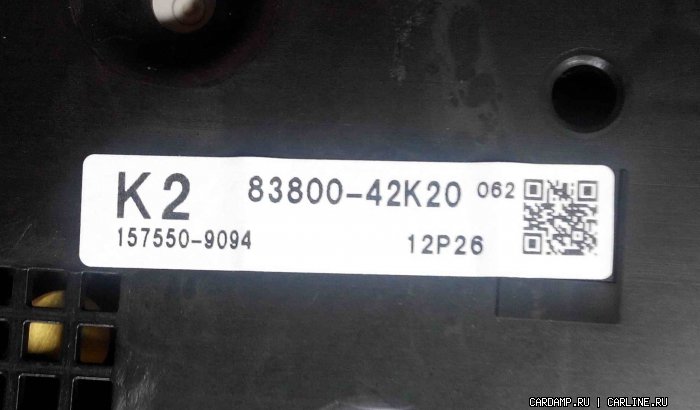 K2 83800-42K20 062
157550-9094 12P26
CARDAMP.RU | CARLINE.RU